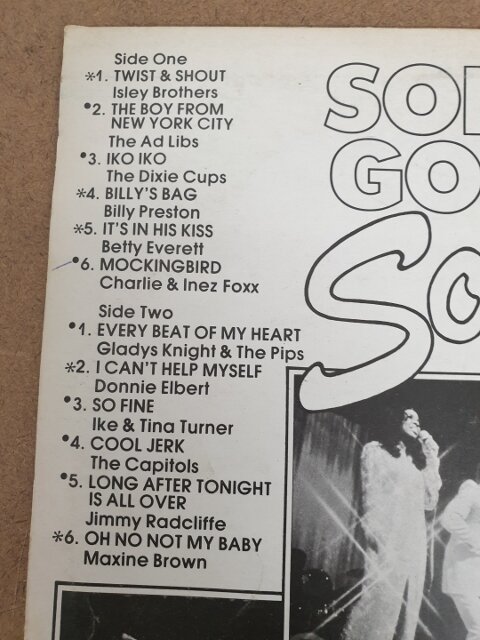 Side One
*1. TWIST & SHOUT
Isley Brothers
•2. THE BOY FROM
NEW YORK CITY
The Ad Libs
•3. IKO IKO
The Dixie Cups
*4. BILLY'S BAG
Billy Preston
*5. IT'S IN HIS KISS
Betty Everett
•6. MOCKINGBIRD
Charlie & Inez Foxx
Side Two
•1. EVERY BEAT OF MY HEART
Gladys Knight & The Pips
*2. I CAN'T HELP MYSELF
Donnie Elbert
•3. SO FINE
Ike & Tina Turner
•4. COOL JERK
The Capitols
•5. LONG AFTER TONIGHT
IS ALL OVER
Jimmy Radcliffe
*6. OH NO NOT MY BABY
Maxine Brown
GO
So